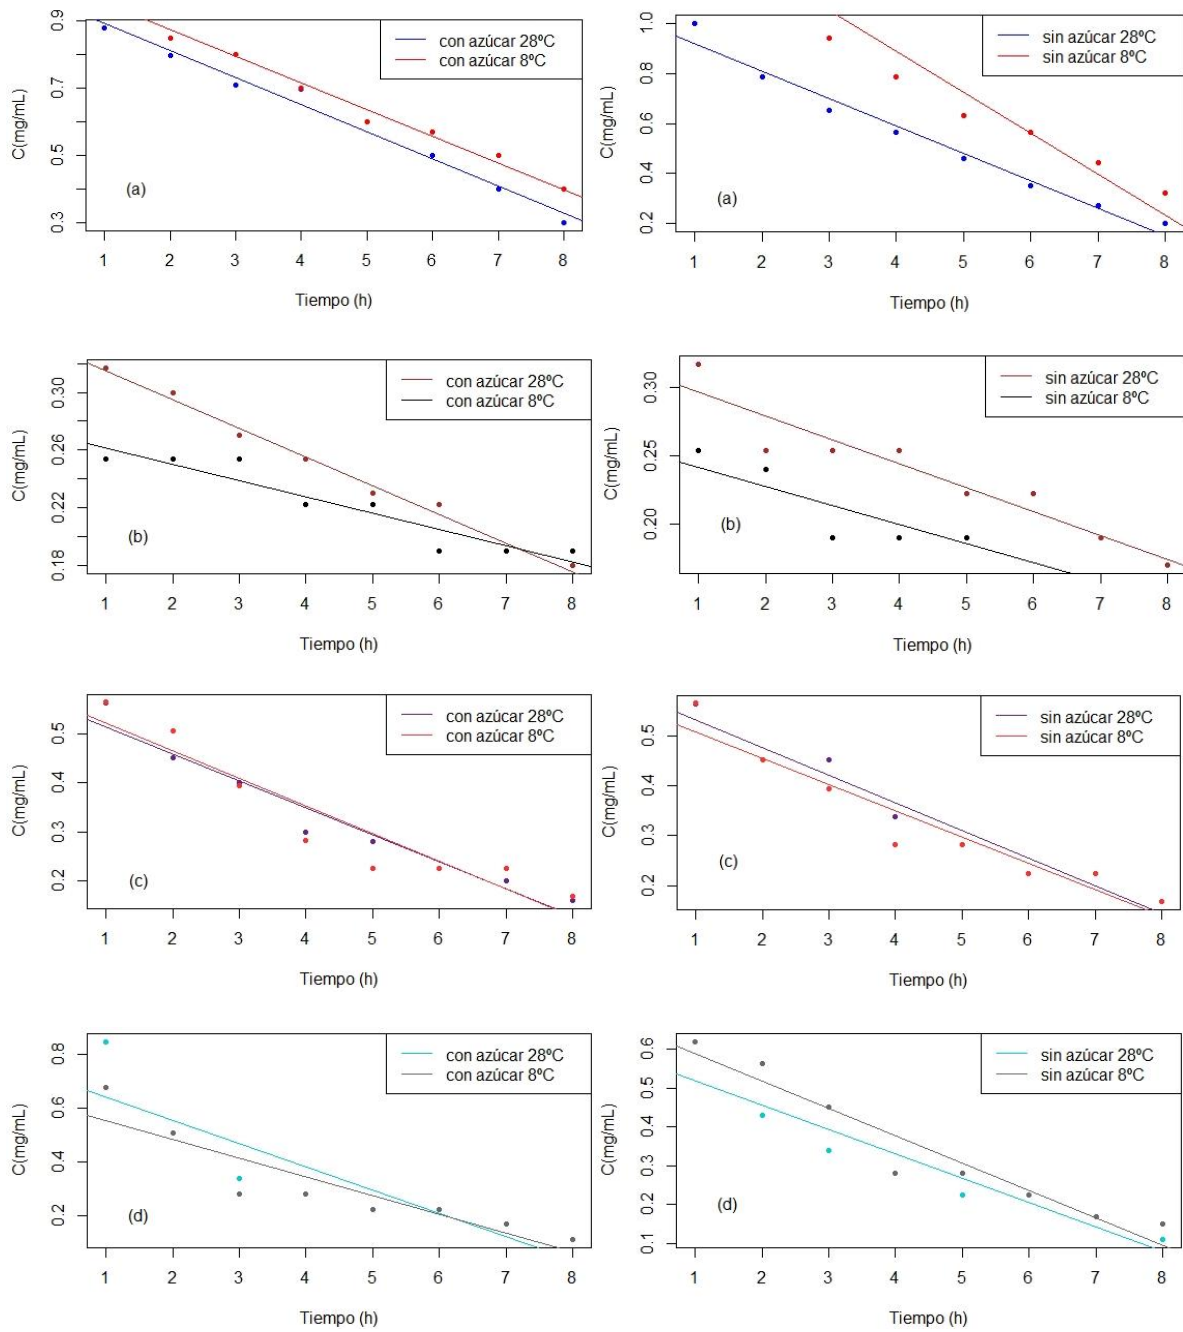 0.9
0.7
0.5
0.3
C(mg/mL)
con azúcar 28ºC
con azúcar 8ºC
(a)
1 2 3 4 5 6 7 8
Tiempo (h)
1.0
0.8
0.6
0.4
0.2
C(mg/mL)
sin azúcar 28ºC
sin azúcar 8ºC
(a)
1 2 3 4 5 6 7 8
Tiempo (h)
0.30
0.26
0.22
0.18
C(mg/mL)
con azúcar 28ºC
con azúcar 8ºC
(b)
1 2 3 4 5 6 7 8
Tiempo (h)
0.30
0.25
0.20
C(mg/mL)
sin azúcar 28ºC
sin azúcar 8ºC
(b)
1 2 3 4 5 6 7 8
Tiempo (h)
0.5
0.4
0.3
0.2
C(mg/mL)
con azúcar 28ºC
con azúcar 8ºC
(c)
1 2 3 4 5 6 7 8
Tiempo (h)
0.5
0.4
0.3
0.2
C(mg/mL)
sin azúcar 28ºC
sin azúcar 8ºC
(c)
1 2 3 4 5 6 7 8
Tiempo (h)
0.8
0.6
0.4
0.2
C(mg/mL)
con azúcar 28ºC
con azúcar 8ºC
(d)
1 2 3 4 5 6 7 8
Tiempo (h)
0.6
0.5
0.4
0.3
0.2
0.1
C(mg/mL)
sin azúcar 28ºC
sin azúcar 8ºC
(d)
1 2 3 4 5 6 7 8
Tiempo (h)